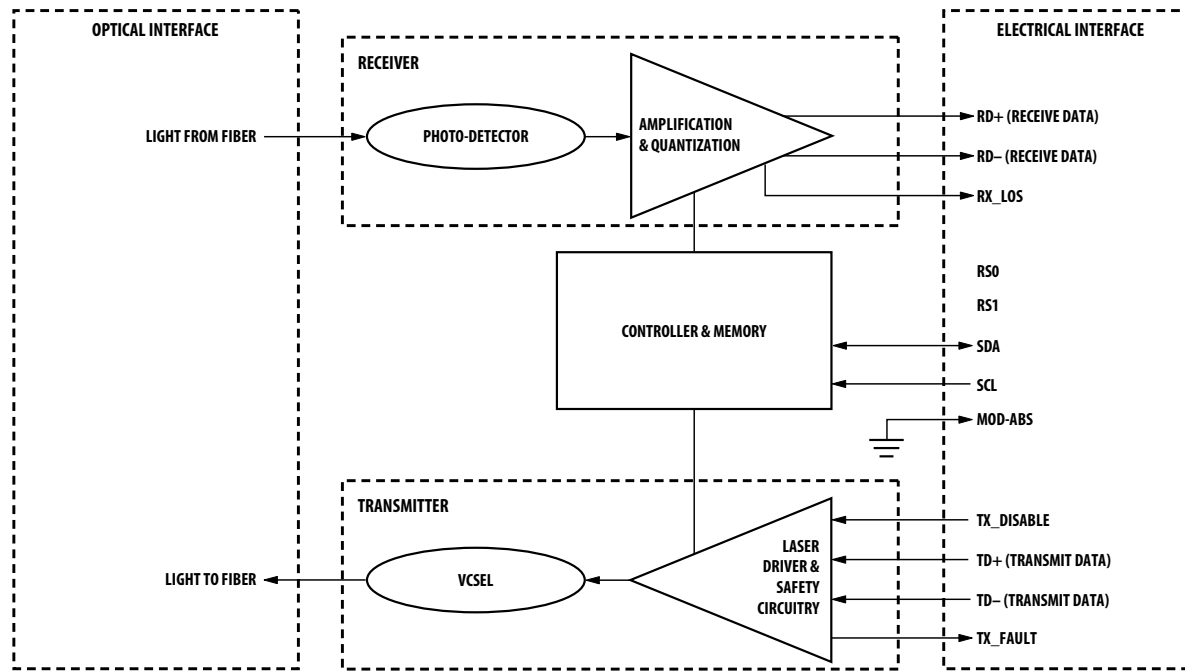 OPTICAL INTERFACE
ELECTRICAL INTERFACE
RECEIVER
LIGHT FROM FIBER
PHOTO-DETECTOR
AMPLIFICATION
& QUANTIZATION
RD+ (RECEIVE DATA)
RD– (RECEIVE DATA)
RX_LOS
RS0
RS1
CONTROLLER & MEMORY
SDA
SCL
MOD-ABS
TRANSMITTER
LIGHT TO FIBER
VCSEL
LASER
DRIVER &
SAFETY
CIRCUITRY
TX_DISABLE
TD+ (TRANSMIT DATA)
TD– (TRANSMIT DATA)
TX_FAULT